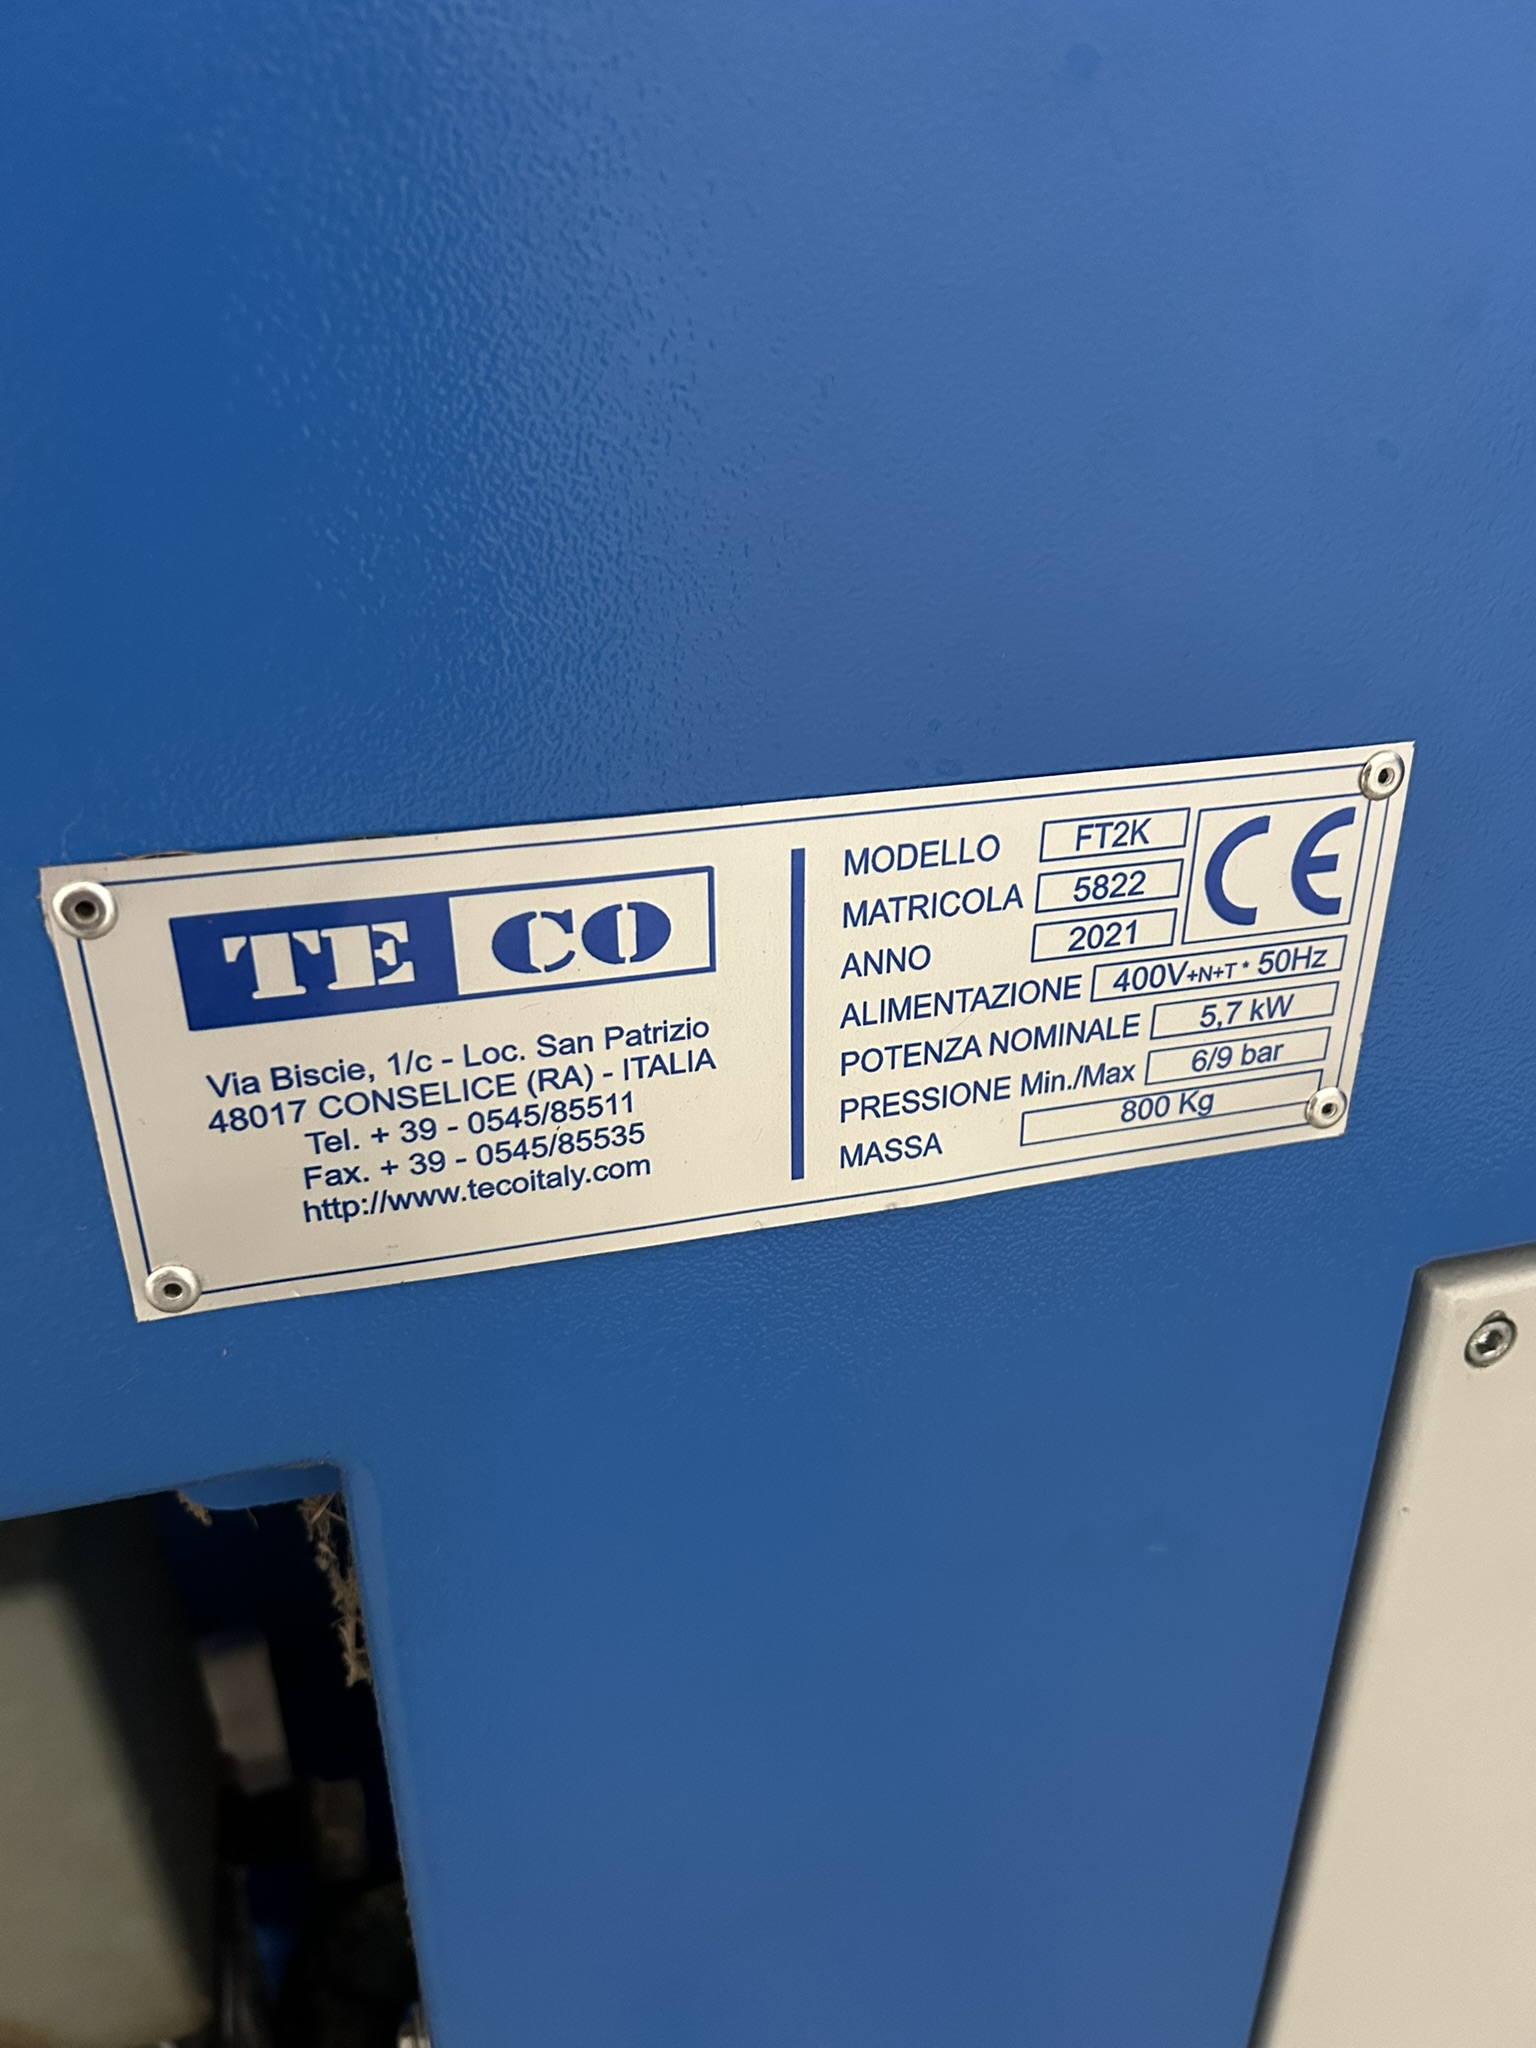 TECO
Via Biscie, 1/c - Loc. San Patrizio
48017 CONSELICE (RA) - ITALIA
Tel. + 39 - 0545/85511
Fax. + 39 - 0545/85535
http://www.tecoitaly.com
MODELLO FT2K
MATRICOLA 5822
ANNO 2021
CE
ALIMENTAZIONE 400V+N+T * 50Hz
POTENZA NOMINALE 5,7 kW
PRESSIONE Min./Max 6/9 bar
MASSA 800 Kg